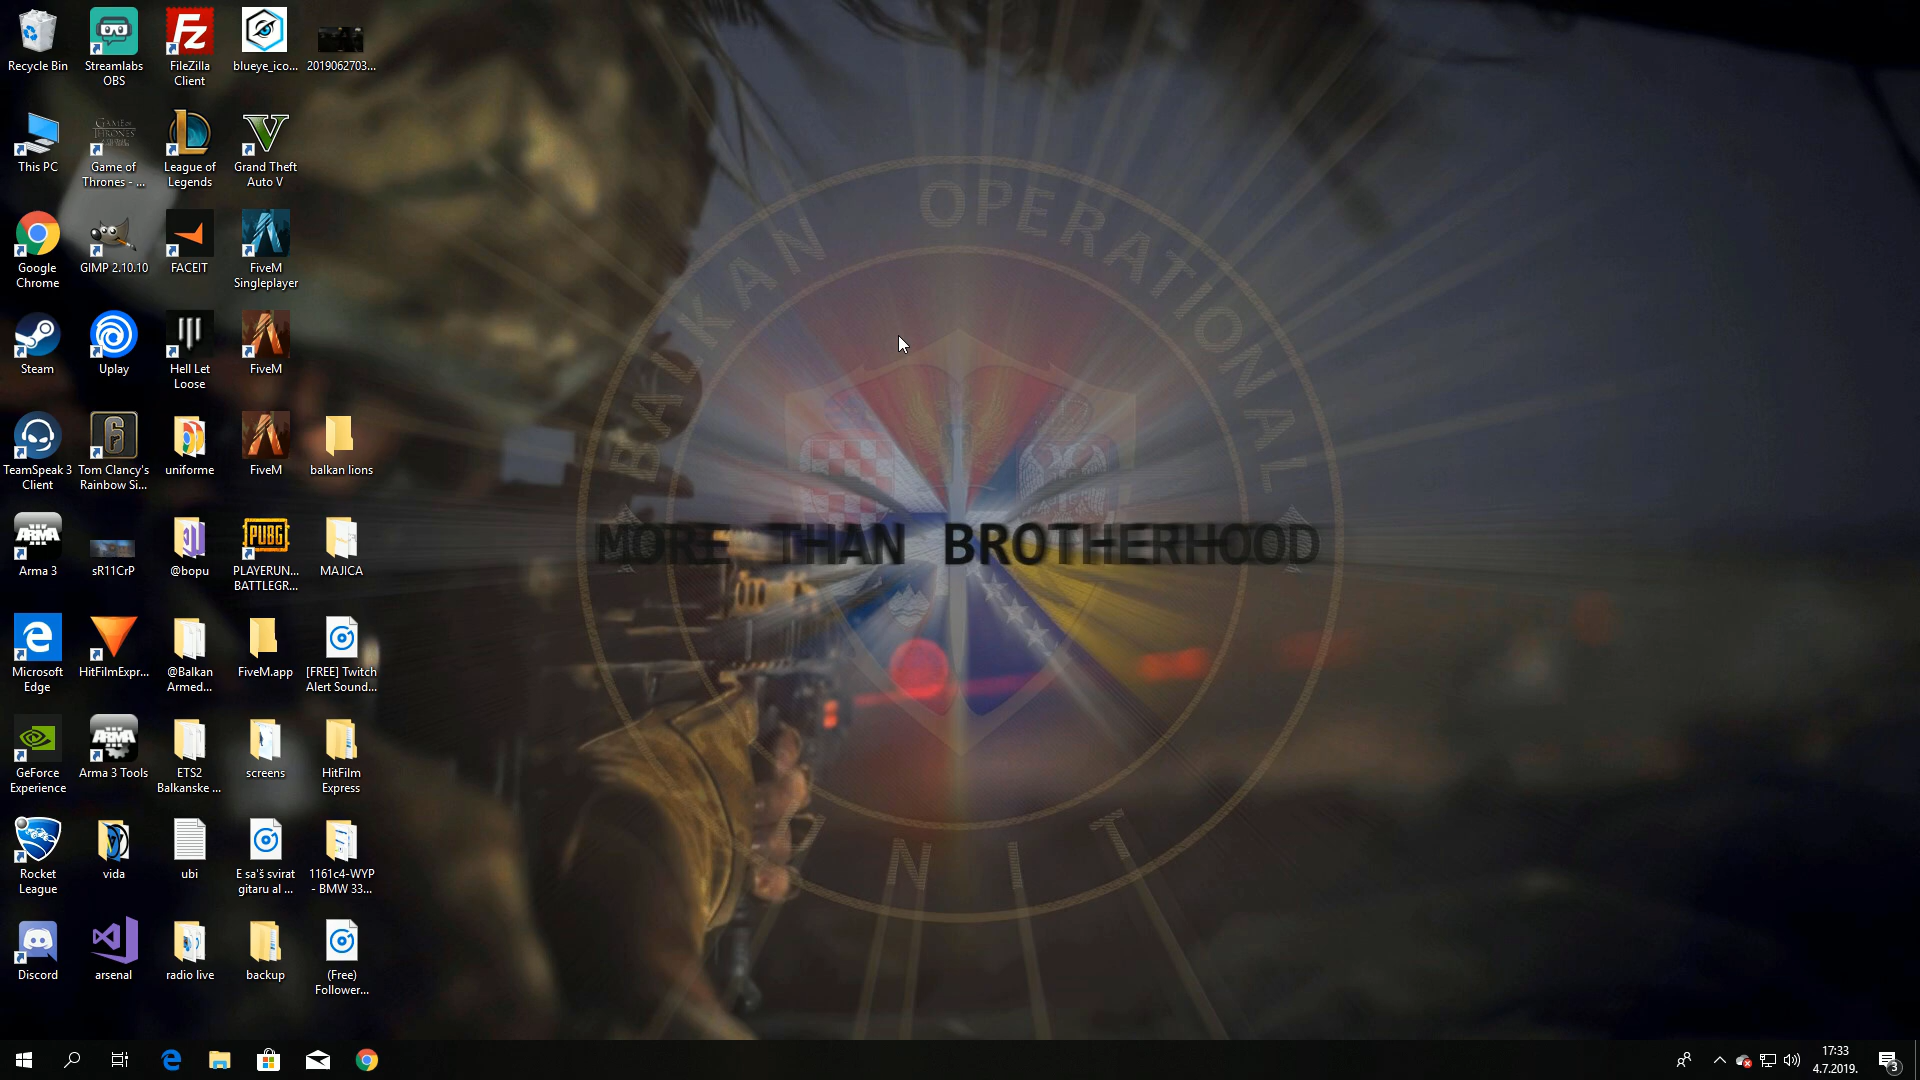 Recycle Bin
Streamlabs
OBS
FileZilla
Client
blueye_ico...
2019062703...
This PC
GAME OF
THRONES
Game of
Thrones - ...
League of
Legends
Grand Theft
Auto V
Google
Chrome
GIMP 2.10.10
FACEIT
FiveM
Singleplayer
Steam
Uplay
Hell Let
Loose
FiveM
TeamSpeak 3
Client
Tom Clancy's
Rainbow Si...
uniforme
FiveM
balkan lions
Arma 3
sR11CrP
@bopu
PLAYERUN...
BATTLEGR...
MAJICA
Microsoft
Edge
HitFilmExpr...
@Balkan
Armed...
FiveM.app
[FREE] Twitch
Alert Sound...
GeForce
Experience
Arma 3 Tools
ETS2
Balkanske ...
screens
HitFilm
Express
Rocket
League
vida
ubi
E sa'š svirat
gitaru al ...
1161c4-WYP
- BMW 33...
Discord
arsenal
radio live
backup
(Free)
Follower...
BALKAN OPERATIONAL
MORE THAN BROTHERHOOD
UNIT
17:33
4.7.2019.
3